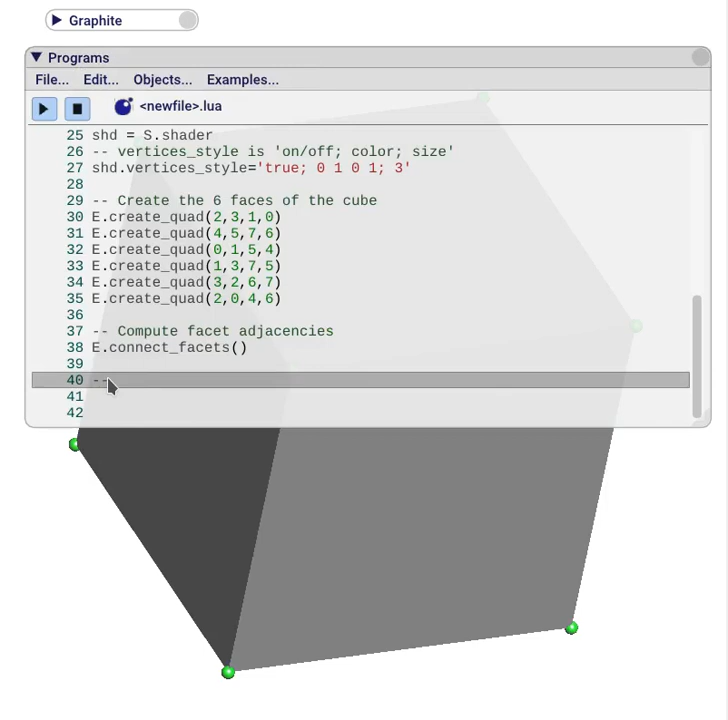 Graphite
Programs
File... Edit... Objects... Examples...
<newfile>.lua
25 shd = S.shader
26 -- vertices_style is 'on/off; color; size'
27 shd.vertices_style='true; 0 1 0 1; 3'
28
29 -- Create the 6 faces of the cube
30 E.create_quad(2,3,1,0)
31 E.create_quad(4,5,7,6)
32 E.create_quad(0,1,5,4)
33 E.create_quad(1,3,7,5)
34 E.create_quad(3,2,6,7)
35 E.create_quad(2,0,4,6)
36
37 -- Compute facet adjacencies
38 E.connect_facets()
39
40 --
41
42